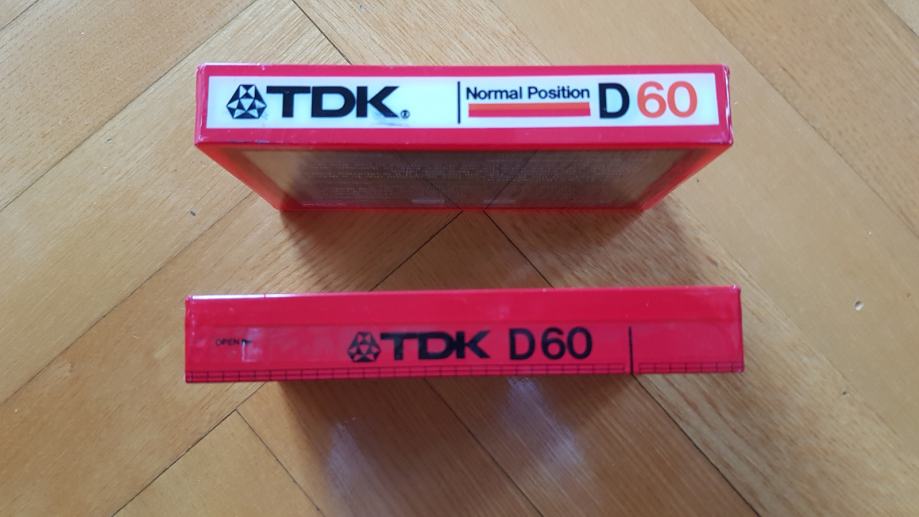 TDK® Normal Position D60
OPEN
TDK D60